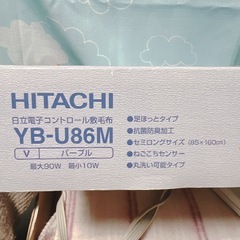 HITACHI
日立電子コントロール敷毛布
YB-U86M
V パープル
最大90W 最小10W
●足ほっとタイプ
●抗菌防臭加工
●セミロングサイズ(85×160cm)
●ねごこちセンサー
●丸洗い可能タイプ